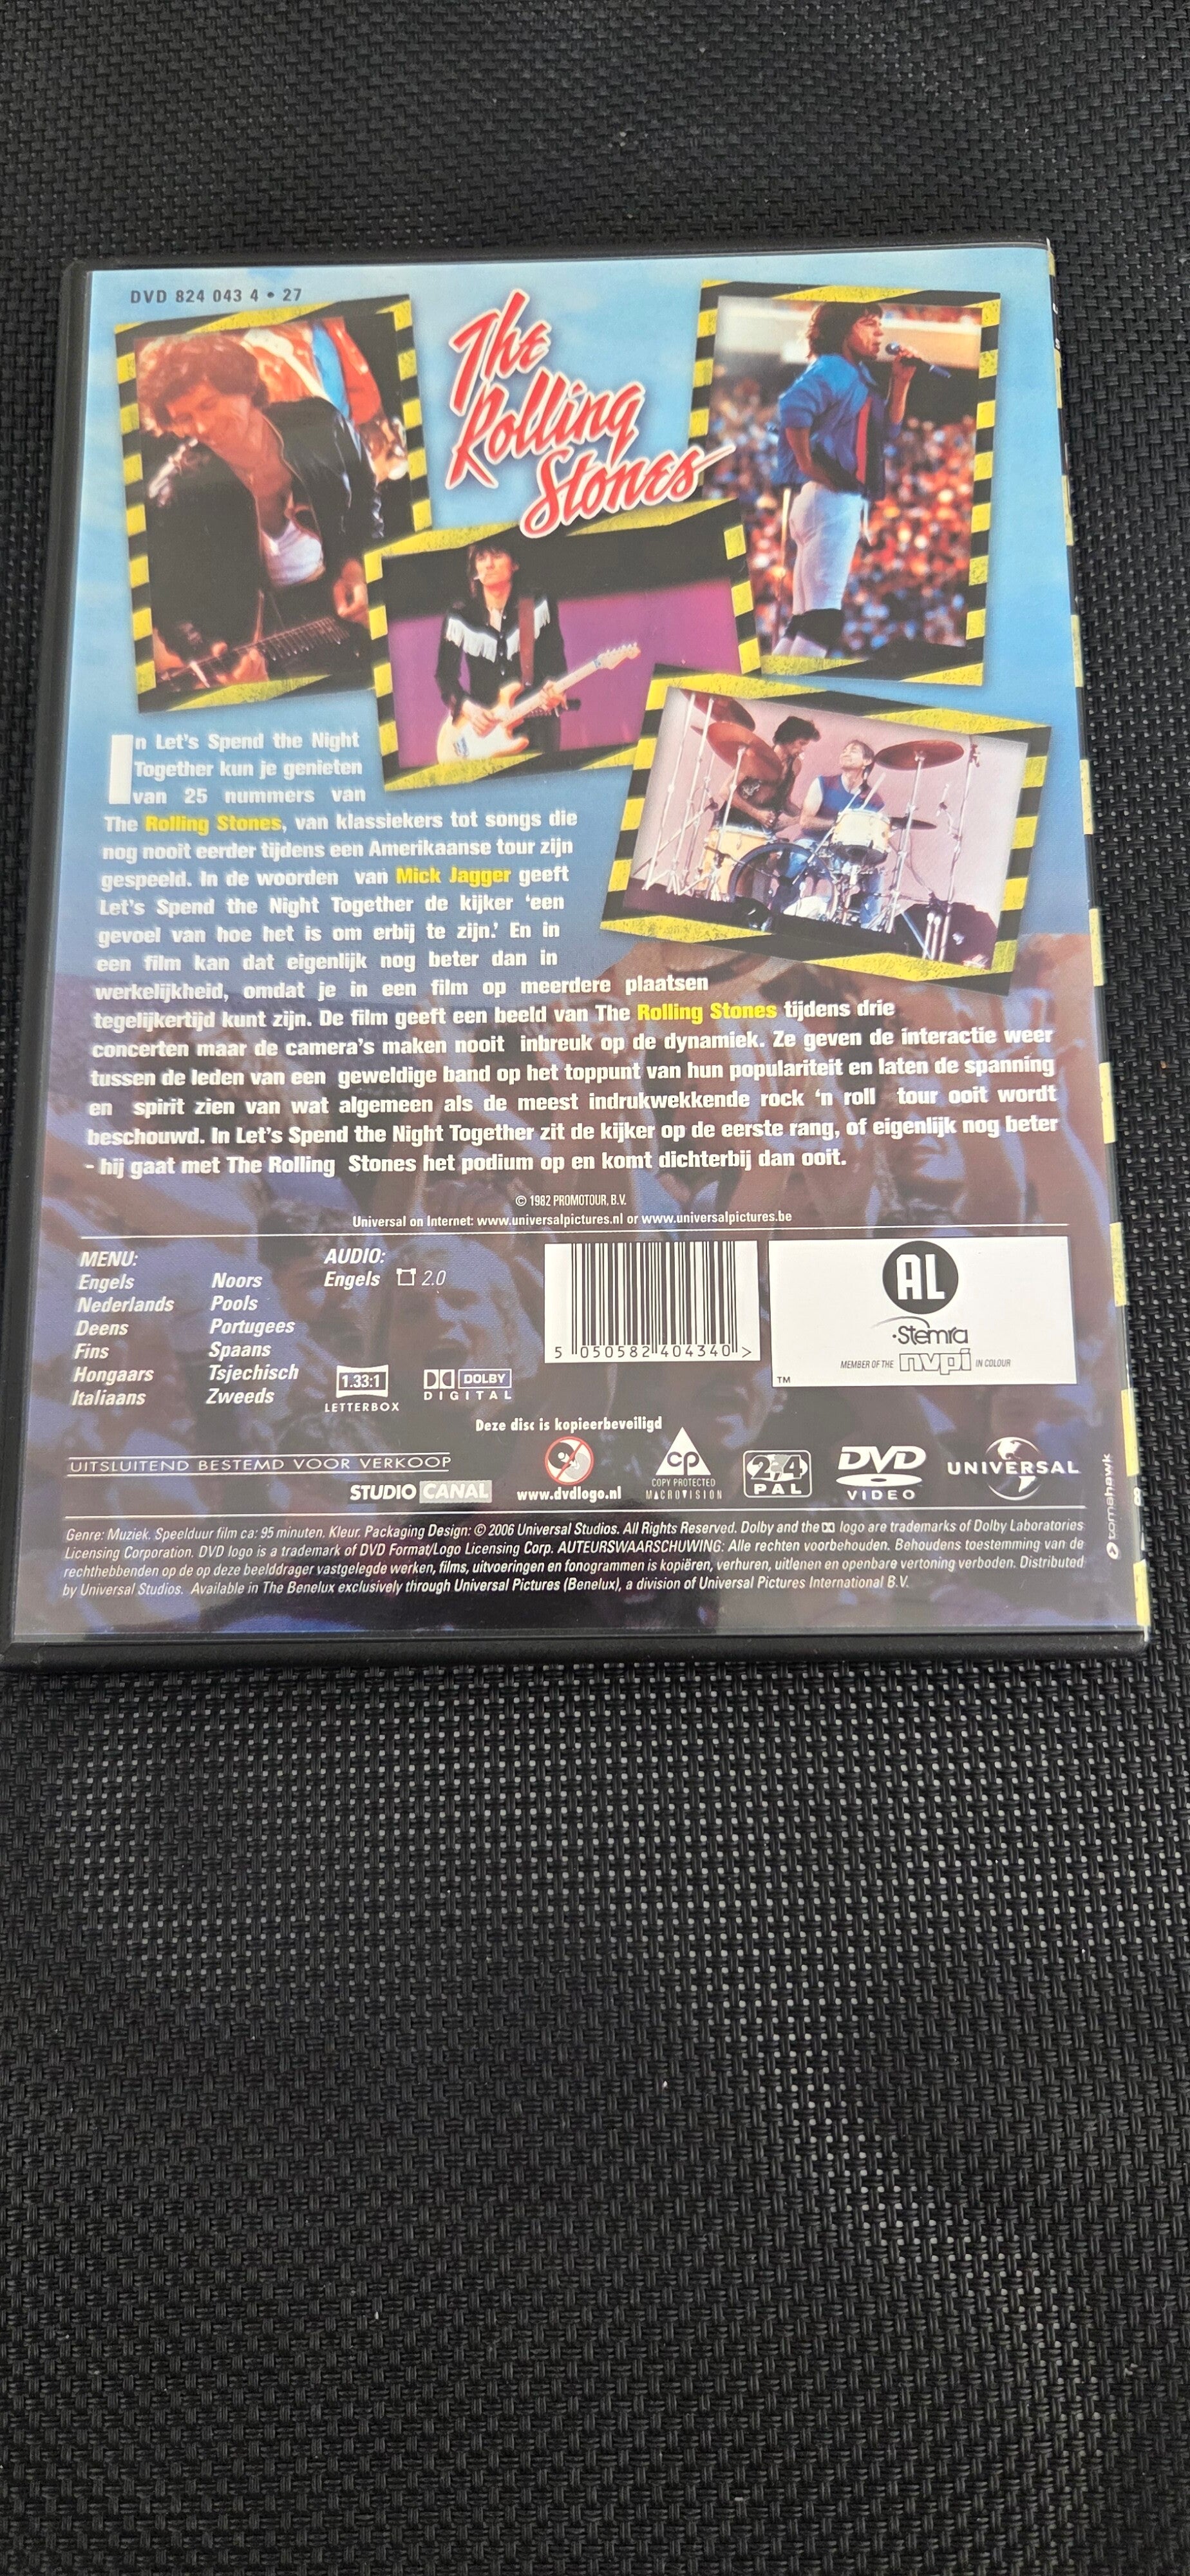 DVD 824 043 4 • 27
The
Rolling
Stones
In Let's Spend the Night
Together kun je genieten
van 25 nummers van
The Rolling Stones, van klassiekers tot songs die
nog nooit eerder tijdens een Amerikaanse tour zijn
gespeeld. In de woorden van Mick Jagger geeft
Let's Spend the Night Together de kijker 'een
gevoel van hoe het is om erbij te zijn.' En in
een film kan dat eigenlijk nog beter dan in
werkelijkheid, omdat je in een film op meerdere plaatsen
tegelijkertijd kunt zijn. De film geeft een beeld van The Rolling Stones tijdens drie
concerten maar de camera's maken nooit inbreuk op de dynamiek. Ze geven de interactie weer
tussen de leden van een geweldige band op het toppunt van hun populariteit en laten de spanning
en spirit zien van wat algemeen als de meest indrukwekkende rock 'n roll tour ooit wordt
beschouwd. In Let's Spend the Night Together zit de kijker op de eerste rang, of eigenlijk nog beter
- hij gaat met The Rolling Stones het podium op en komt dichterbij dan ooit.
© 1982 PROMOTOUR, B.V.
Universal on Internet: www.universalpictures.nl or www.universalpictures.be
MENU:
Engels
Nederlands
Deens
Fins
Hongaars
Italiaans
Noors
Pools
Portugees
Spaans
Tsjechisch
Zweeds
AUDIO:
Engels 2.0
1.33:1
LETTERBOX
DOLBY
DIGITAL
5 050582 404340 >
AL
Stemra
MEMBER OF THE nvpi IN COLOUR
TM
Deze disc is kopieerbeveiligd
UITSLUITEND BESTEMD VOOR VERKOOP
STUDIO CANAL
www.dvdlogo.nl
cp
COPY PROTECTED
MACROVISION
2,4
PAL
DVD
VIDEO
UNIVERSAL
tomahawk
Genre: Muziek. Speelduur film ca: 95 minuten. Kleur. Packaging Design: © 2006 Universal Studios. All Rights Reserved. Dolby and the logo are trademarks of Dolby Laboratories
Licensing Corporation. DVD logo is a trademark of DVD Format/Logo Licensing Corp. AUTEURSWAARSCHUWING: Alle rechten voorbehouden. Behoudens toestemming van de
rechthebbenden op de op deze beelddrager vastgelegde werken, films, uitvoeringen en fonogrammen is kopiëren, verhuren, uitlenen en openbare vertoning verboden. Distributed
by Universal Studios. Available in The Benelux exclusively through Universal Pictures (Benelux), a division of Universal Pictures International B.V.